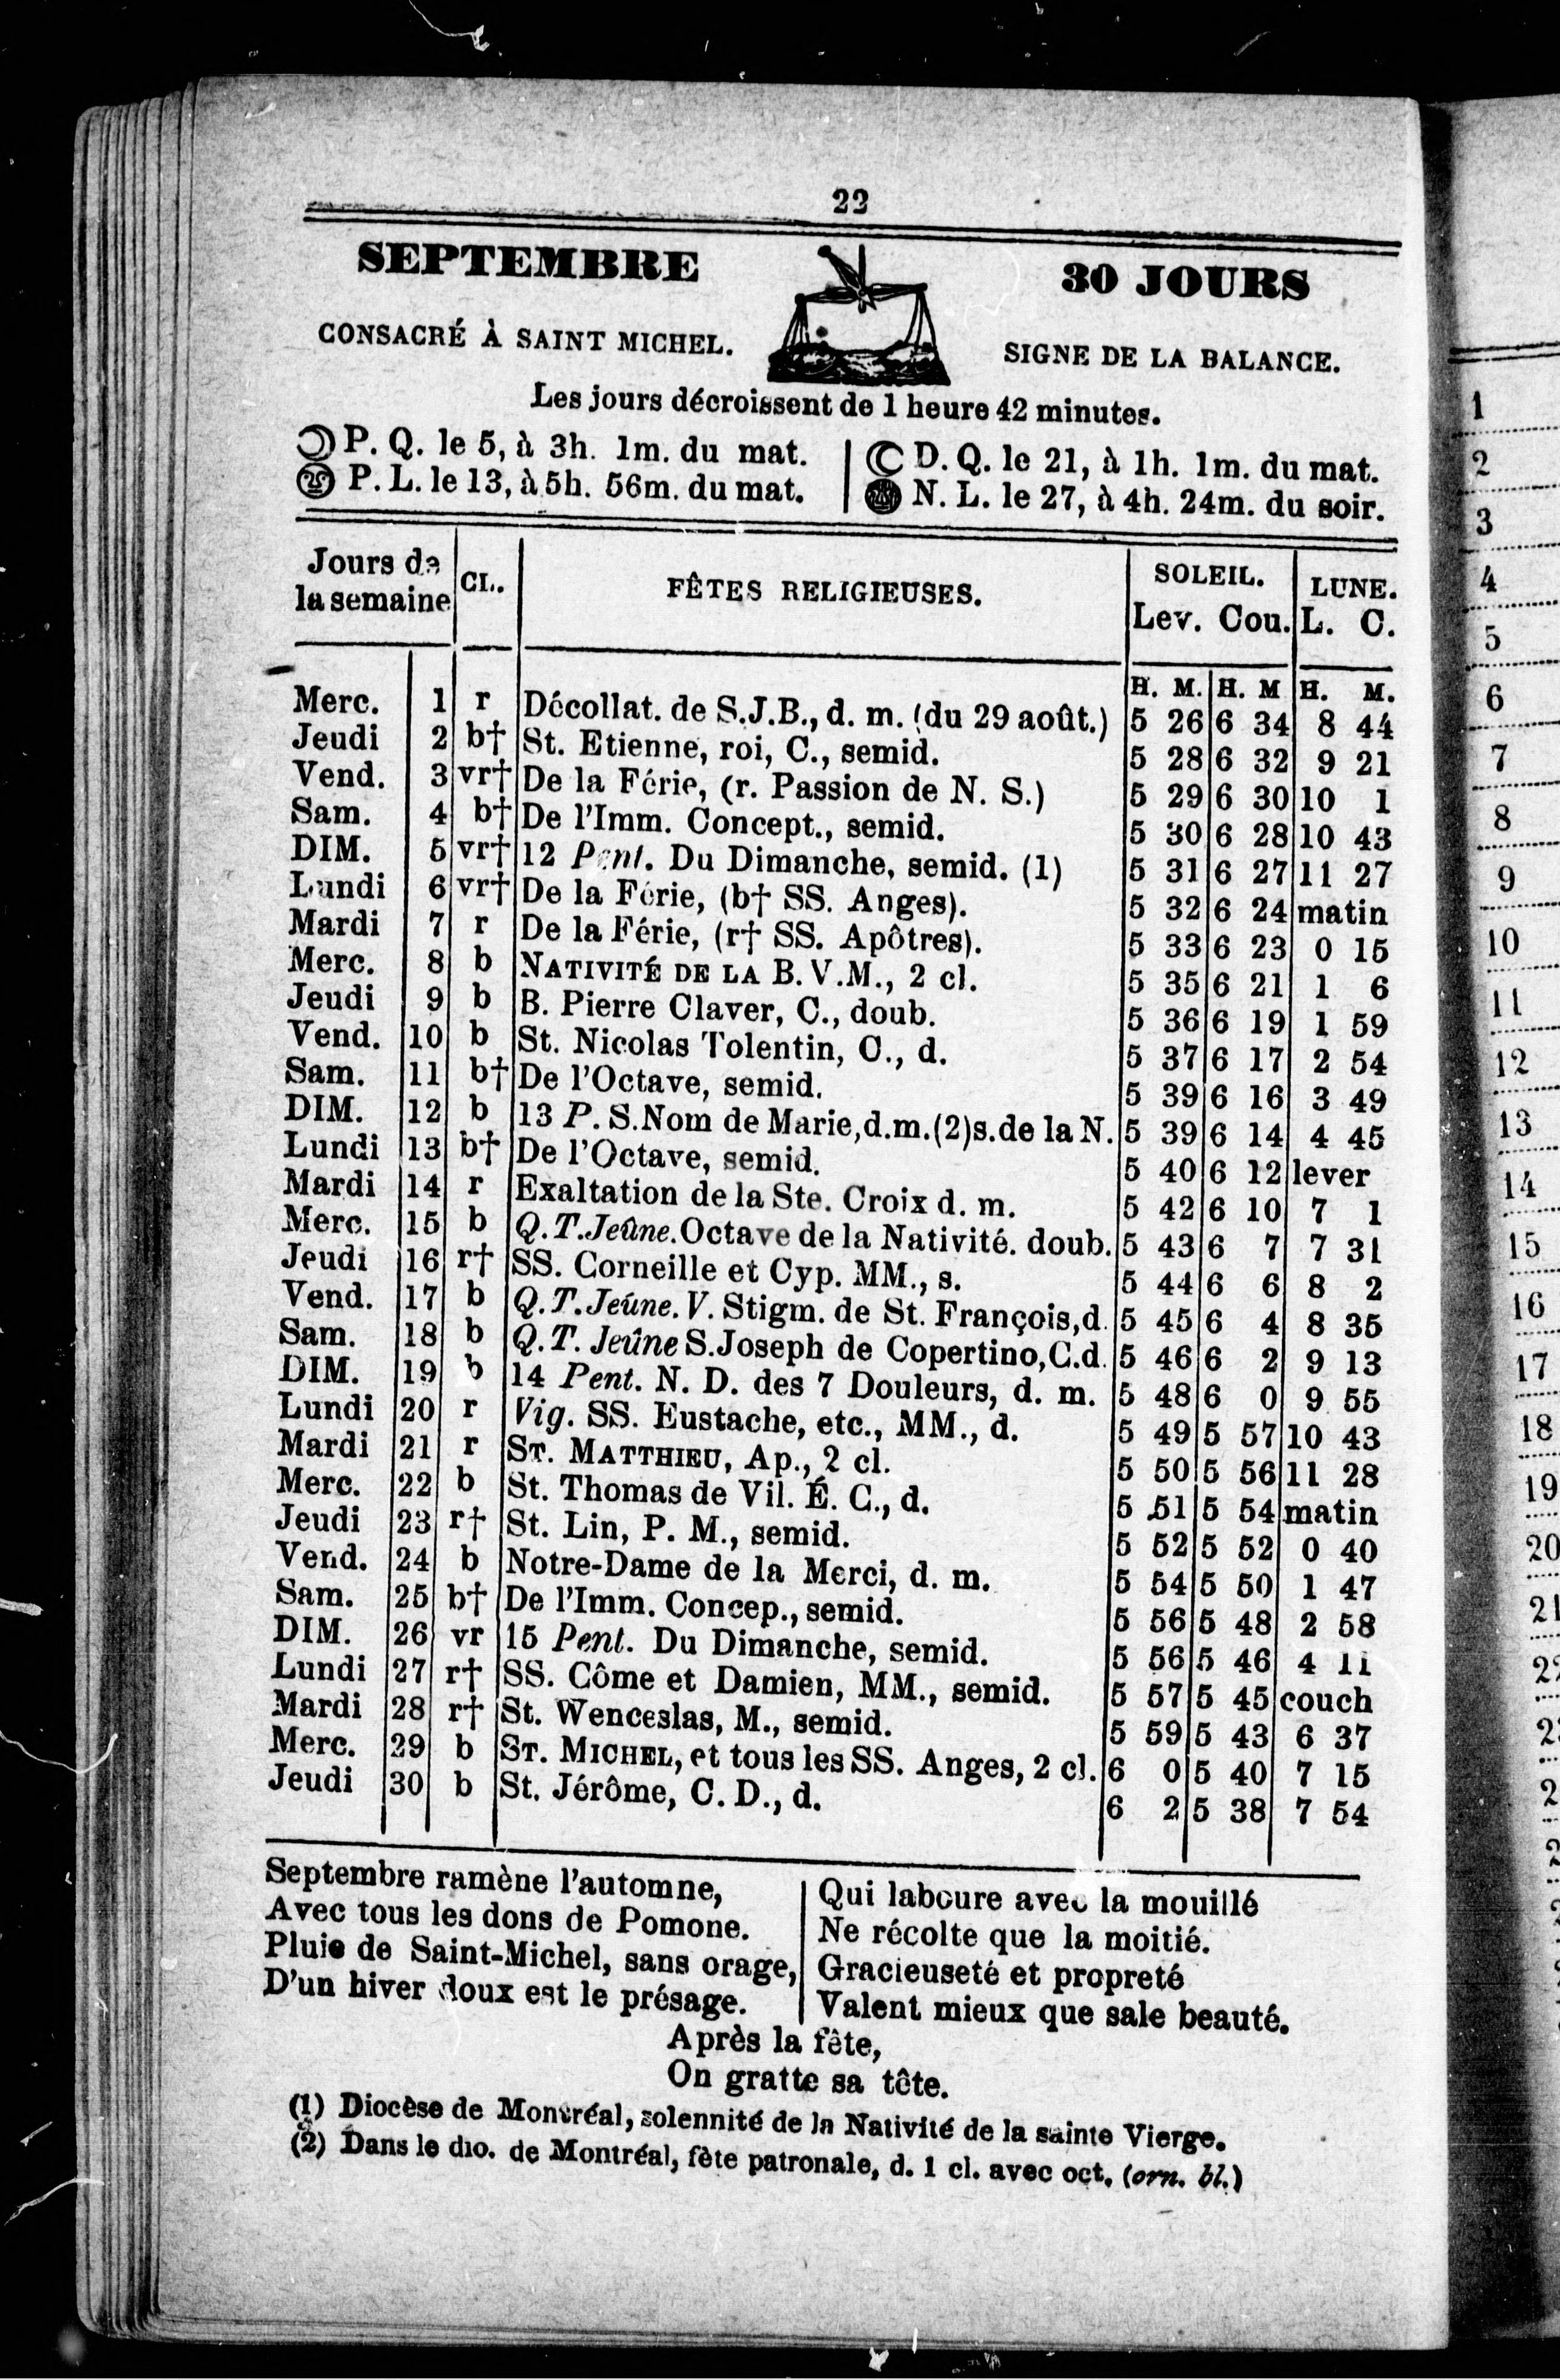 22
SEPTEMBRE 30 JOURS
CONSACRÉ À SAINT MICHEL. SIGNE DE LA BALANCE.
Les jours décroissent de 1 heure 42 minutes.
P. Q. le 5, à 3h. 1m. du mat. D. Q. le 21, à 1h. 1m. du mat.
P. L. le 13, à 5h. 56m. du mat. N. L. le 27, à 4h. 24m. du soir.
Jours de la semaine CL. FÊTES RELIGIEUSES. SOLEIL. LUNE.
Lev. Cou. L. C.
H. M. H. M H. M.
Merc. 1 r Décollat. de S.J.B., d. m. (du 29 août.) 5 26 6 34 8 44
Jeudi 2 b† St. Etienne, roi, C., semid. 5 28 6 32 9 21
Vend. 3 vr† De la Férie, (r. Passion de N. S.) 5 29 6 30 10 1
Sam. 4 b† De l'Imm. Concept., semid. 5 30 6 28 10 43
DIM. 5 vr† 12 Pent. Du Dimanche, semid. (1) 5 31 6 27 11 27
Lundi 6 vr† De la Férie, (b† SS. Anges). 5 32 6 24 matin
Mardi 7 r De la Férie, (r† SS. Apôtres). 5 33 6 23 0 15
Merc. 8 b NATIVITÉ DE LA B. V. M., 2 cl. 5 35 6 21 1 6
Jeudi 9 b B. Pierre Claver, C., doub. 5 36 6 19 1 59
Vend. 10 b St. Nicolas Tolentin, C., d. 5 37 6 17 2 54
Sam. 11 b† De l'Octave, semid. 5 39 6 16 3 49
DIM. 12 b 13 P. S.Nom de Marie,d.m.(2)s.de la N. 5 39 6 14 4 45
Lundi 13 b† De l'Octave, semid. 5 40 6 12 lever
Mardi 14 r Exaltation de la Ste. Croix d. m. 5 42 6 10 7 1
Merc. 15 b Q.T.Jeûne.Octave de la Nativité. doub. 5 43 6 7 7 31
Jeudi 16 r† SS. Corneille et Cyp. MM., s. 5 44 6 6 8 2
Vend. 17 b Q.T.Jeûne. V. Stigm. de St. François,d. 5 45 6 4 8 35
Sam. 18 b Q.T. Jeûne S.Joseph de Copertino,C.d. 5 46 6 2 9 13
DIM. 19 b 14 Pent. N. D. des 7 Douleurs, d. m. 5 48 6 0 9 55
Lundi 20 r Vig. SS. Eustache, etc., MM., d. 5 49 5 57 10 43
Mardi 21 r ST. MATTHIEU, Ap., 2 cl. 5 50 5 56 11 28
Merc. 22 b St. Thomas de Vil. É. C., d. 5 51 5 54 matin
Jeudi 23 r† St. Lin, P. M., semid. 5 52 5 52 0 40
Vend. 24 b Notre-Dame de la Merci, d. m. 5 54 5 50 1 47
Sam. 25 b† De l'Imm. Concep., semid. 5 56 5 48 2 58
DIM. 26 vr 15 Pent. Du Dimanche, semid. 5 56 5 46 4 11
Lundi 27 r† SS. Côme et Damien, MM., semid. 5 57 5 45 couch
Mardi 28 r† St. Wenceslas, M., semid. 5 59 5 43 6 37
Merc. 29 b ST. MICHEL, et tous les SS. Anges, 2 cl. 6 0 5 40 7 15
Jeudi 30 b St. Jérôme, C. D., d. 6 2 5 38 7 54
Septembre ramène l'automne,
Avec tous les dons de Pomone.
Pluie de Saint-Michel, sans orage,
D'un hiver doux est le présage.
Qui laboure avec la mouillé
Ne récolte que la moitié.
Gracieuseté et propreté
Valent mieux que sale beauté.
Après la fête,
On gratte sa tête.
(1) Diocèse de Montréal, solennité de la Nativité de la sainte Vierge.
(2) Dans le dio. de Montréal, fète patronale, d. 1 cl. avec oct. (orn. bl.)
1
2
3
4
5
6
7
8
9
10
11
12
13
14
15
16
17
18
19
20
21